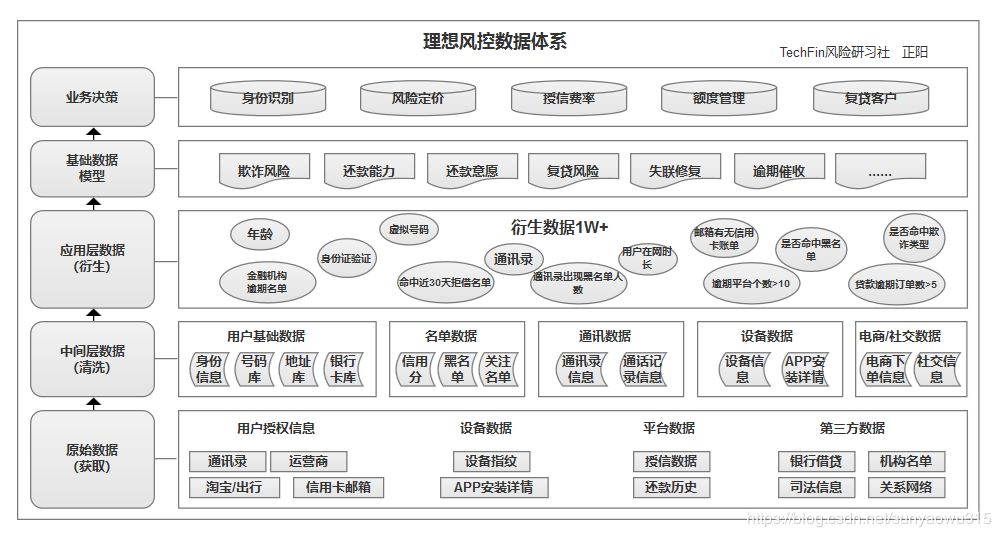 理想风控数据体系
TechFin风险研习社 正阳
业务决策
身份识别
风险定价
授信费率
额度管理
复贷客户
基础数据
模型
欺诈风险
还款能力
还款意愿
复贷风险
失联修复
逾期催收
......
应用层数据
(衍生)
衍生数据1W+
年龄
虚拟号码
身份证验证
金融机构
逾期名单
命中近30天拒借名单
通讯录
通讯录出现黑名单人
数
用户在网时
长
邮箱有无信用
卡账单
逾期平台个数>10
是否命中黑名
单
是否命中欺
诈类型
贷款逾期订单数>5
中间层数据
(清洗)
用户基础数据
身份
信息
号码
库
地址
库
银行
卡库
名单数据
信用
分
黑名
单
关注
名单
通讯数据
通讯录
信息
通话记
录信息
设备数据
设备信
息
APP安
装详情
电商/社交数据
电商下
单信息
社交信
息
原始数据
(获取)
用户授权信息
通讯录
运营商
淘宝/出行
信用卡邮箱
设备数据
设备指纹
APP安装详情
平台数据
授信数据
还款历史
第三方数据
银行借贷
机构名单
司法信息
关系网络
https://blog.csdn.net/sunyaowu315